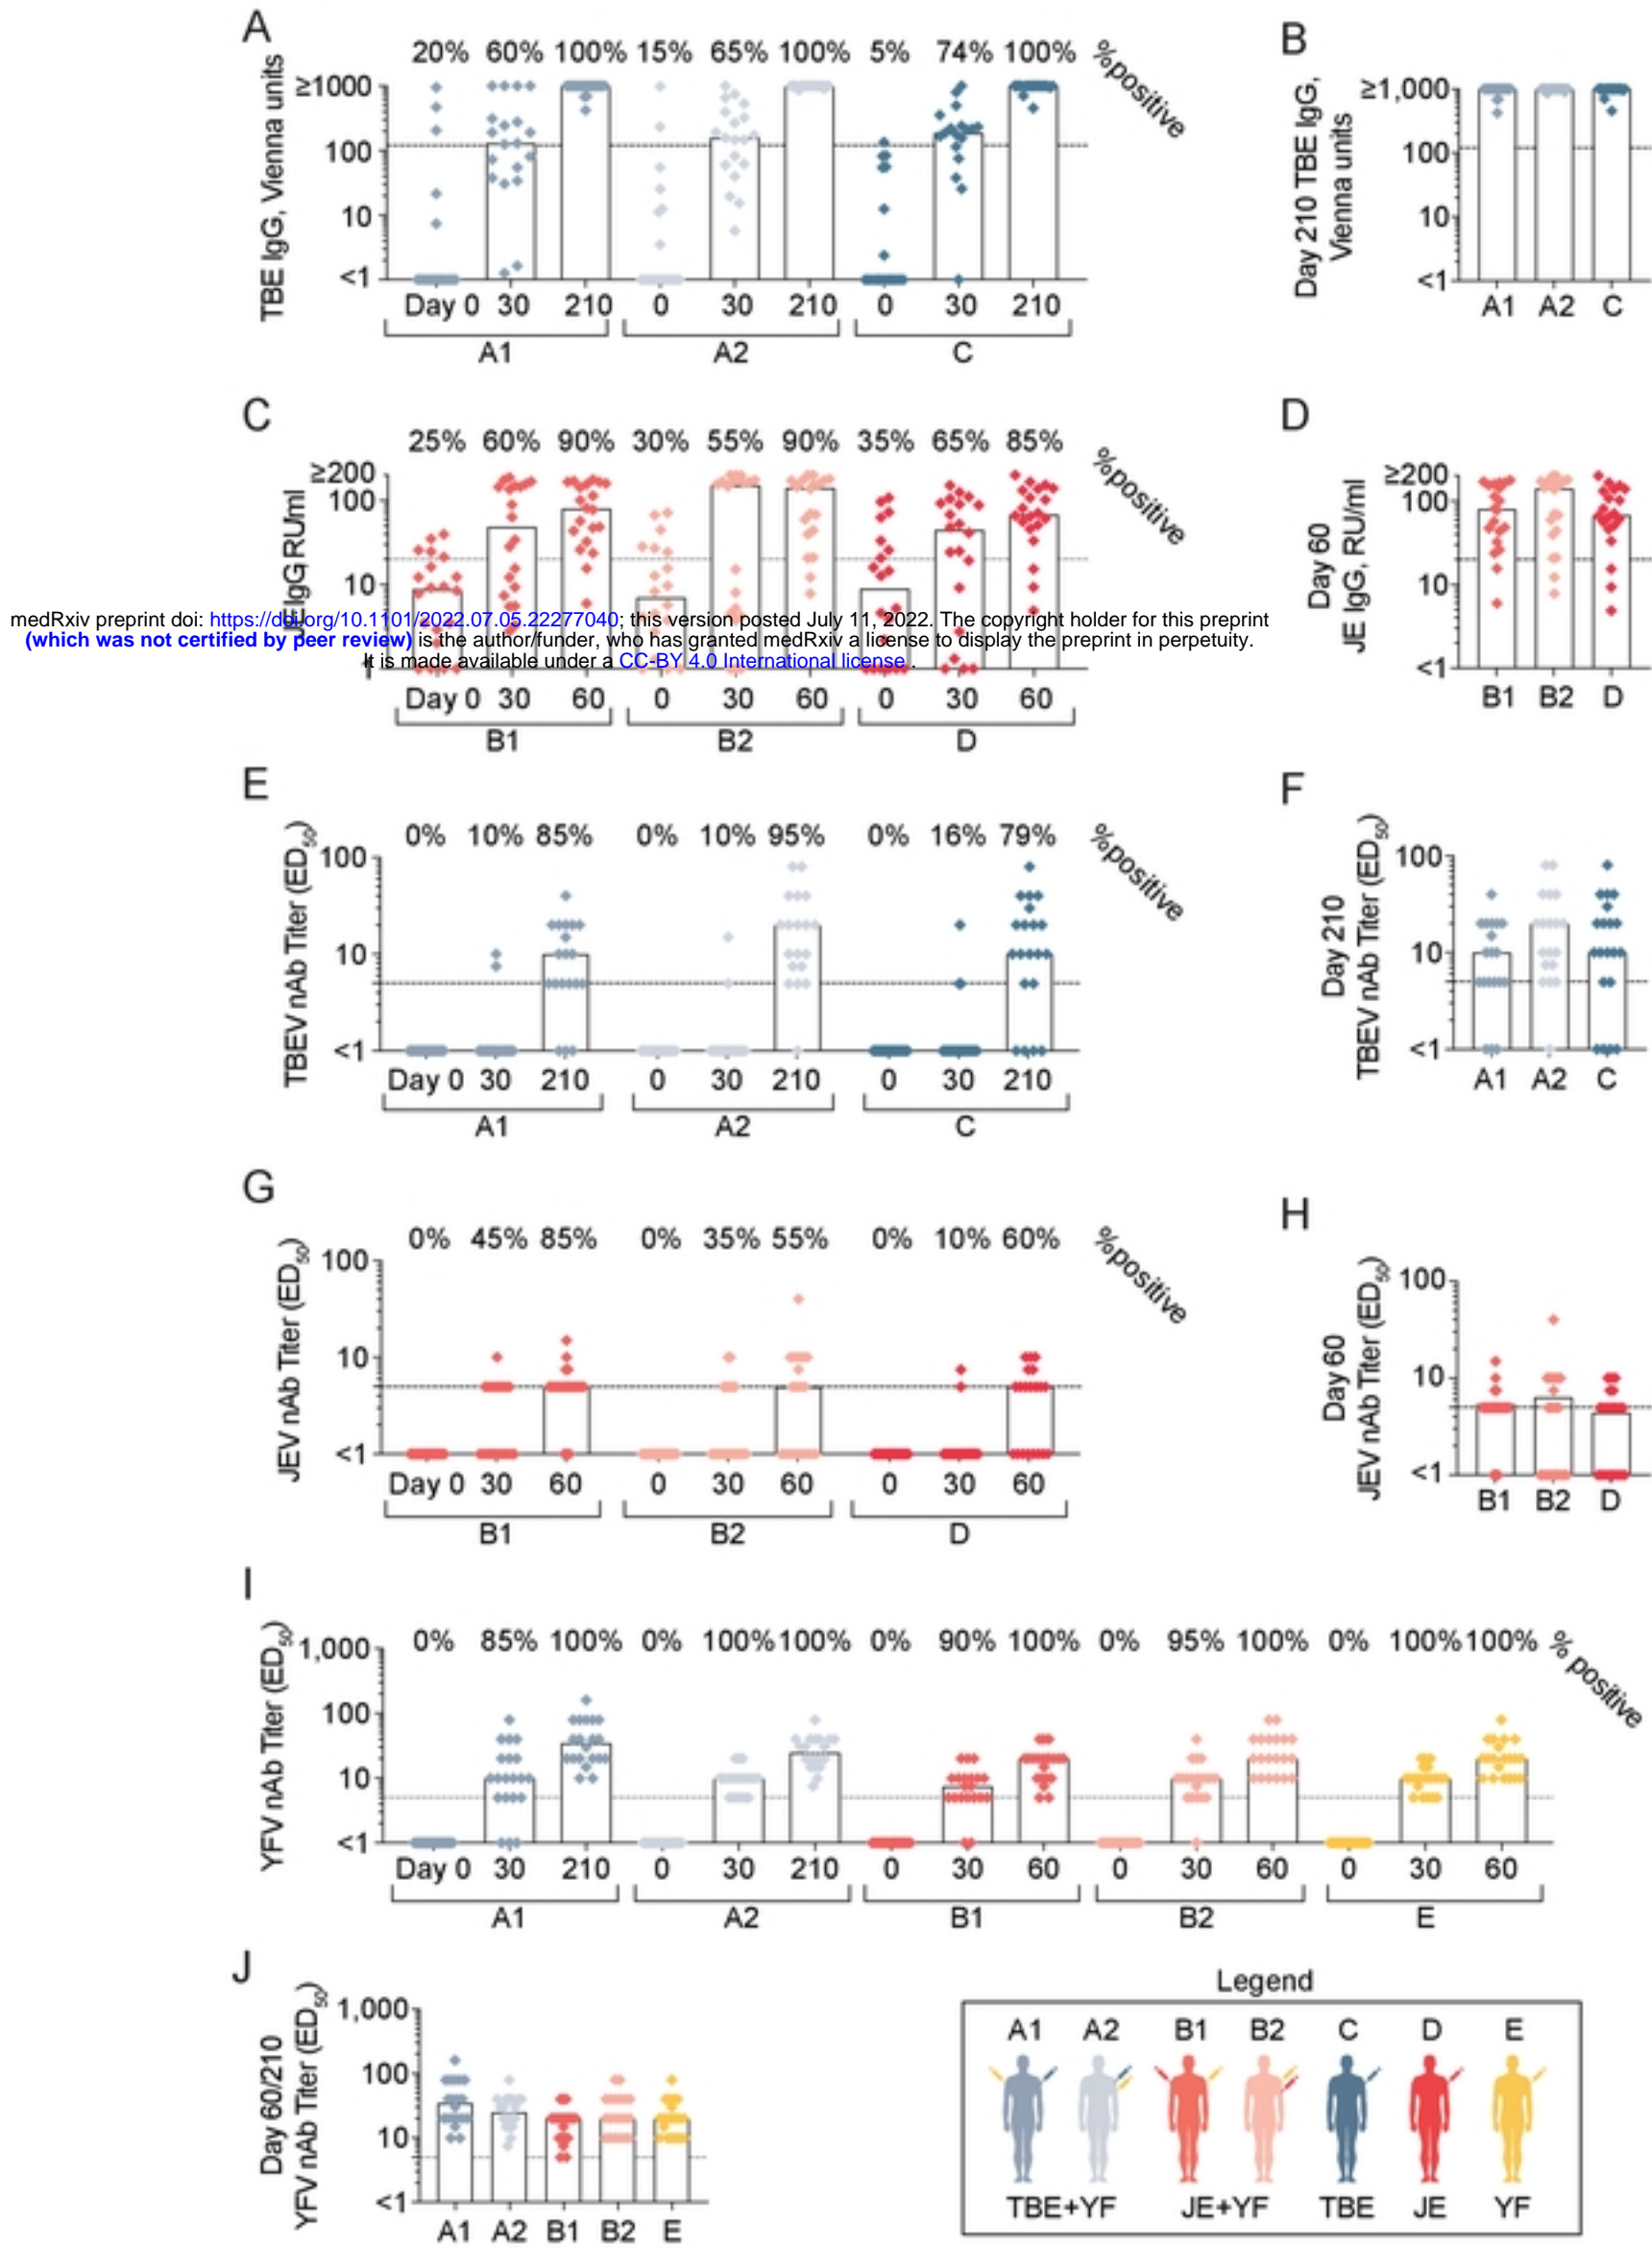 A
20% 60% 100% 15% 65% 100% 5% 74% 100% %positive
TBE IgG, Vienna units
≥1000
100
10
<1
Day 0 30 210 0 30 210 0 30 210
A1 A2 C
B
Day 210 TBE IgG,
Vienna units
≥1,000
100
10
<1
A1 A2 C
C
25% 60% 90% 30% 55% 90% 35% 65% 85% %positive
JE IgG RU/ml
≥200
100
10
medRxiv preprint doi: https://doi.org/10.1101/2022.07.05.22277040; this version posted July 11, 2022. The copyright holder for this preprint
(which was not certified by peer review) is the author/funder, who has granted medRxiv a license to display the preprint in perpetuity.
It is made available under a CC-BY 4.0 International license .
Day 0 30 60 0 30 60 0 30 60
B1 B2 D
D
Day 60
JE IgG, RU/ml
≥200
100
10
<1
B1 B2 D
E
0% 10% 85% 0% 10% 95% 0% 16% 79% %positive
TBEV nAb Titer (ED50)
100
10
<1
Day 0 30 210 0 30 210 0 30 210
A1 A2 C
F
Day 210
TBEV nAb Titer (ED50)
100
10
<1
A1 A2 C
G
0% 45% 85% 0% 35% 55% 0% 10% 60% %positive
JEV nAb Titer (ED50)
100
10
<1
Day 0 30 60 0 30 60 0 30 60
B1 B2 D
H
Day 60
JEV nAb Titer (ED50)
100
10
<1
B1 B2 D
I
0% 85% 100% 0% 100% 100% 0% 90% 100% 0% 95% 100% 0% 100% 100% % positive
YFV nAb Titer (ED50)
1,000
100
10
<1
Day 0 30 210 0 30 210 0 30 60 0 30 60 0 30 60
A1 A2 B1 B2 E
J
Day 60/210
YFV nAb Titer (ED50)
1,000
100
10
<1
A1 A2 B1 B2 E
Legend
A1 A2 B1 B2 C D E
TBE+YF JE+YF TBE JE YF